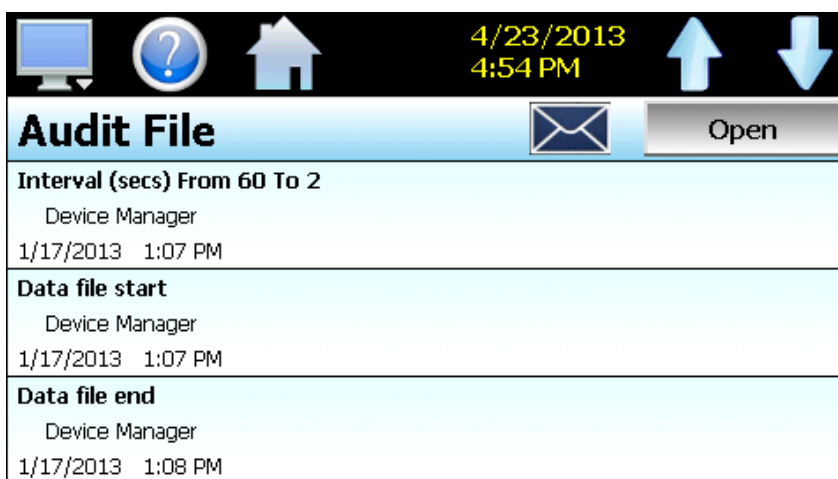 4/23/2013
4:54 PM
Audit File
Open
Interval (secs) From 60 To 2
Device Manager
1/17/2013 1:07 PM
Data file start
Device Manager
1/17/2013 1:07 PM
Data file end
Device Manager
1/17/2013 1:08 PM